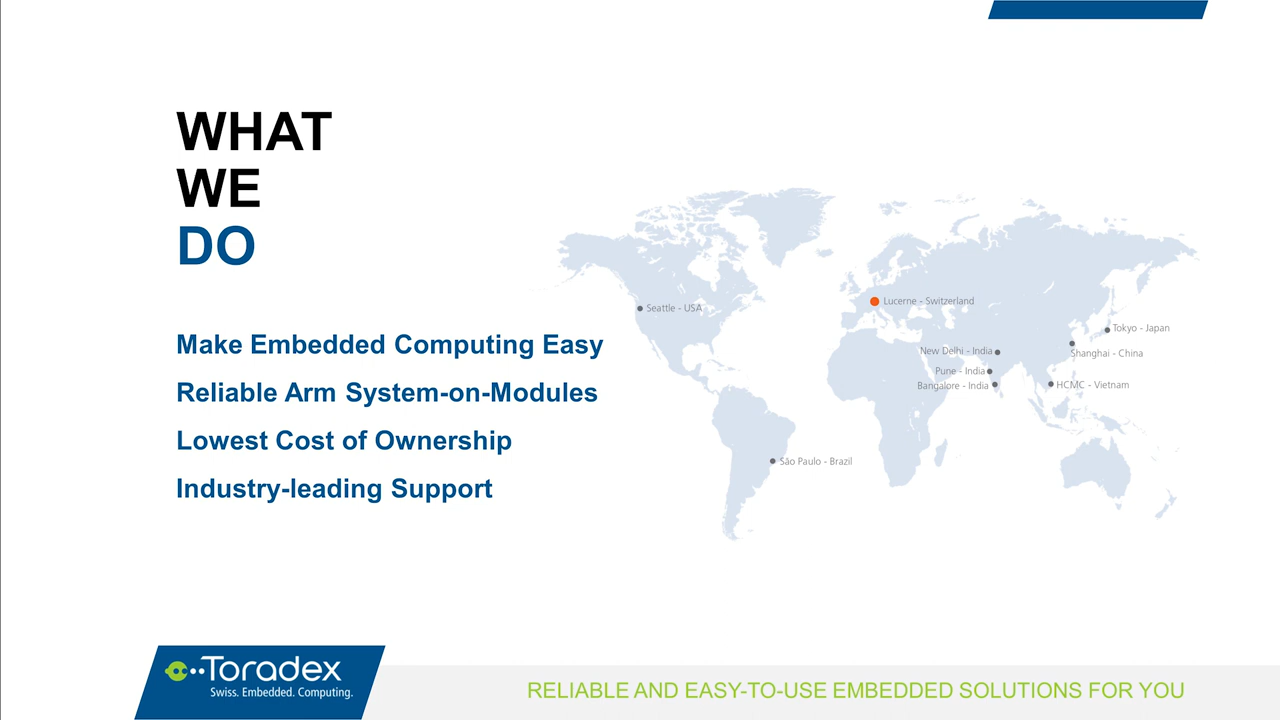 WHAT
WE
DO
Make Embedded Computing Easy
Reliable Arm System-on-Modules
Lowest Cost of Ownership
Industry-leading Support
Seattle - USA
Lucerne - Switzerland
Tokyo - Japan
New Delhi - India
Shanghai - China
Pune - India
Bangalore - India
HCMC - Vietnam
São Paulo - Brazil
Toradex
Swiss. Embedded. Computing.
RELIABLE AND EASY-TO-USE EMBEDDED SOLUTIONS FOR YOU